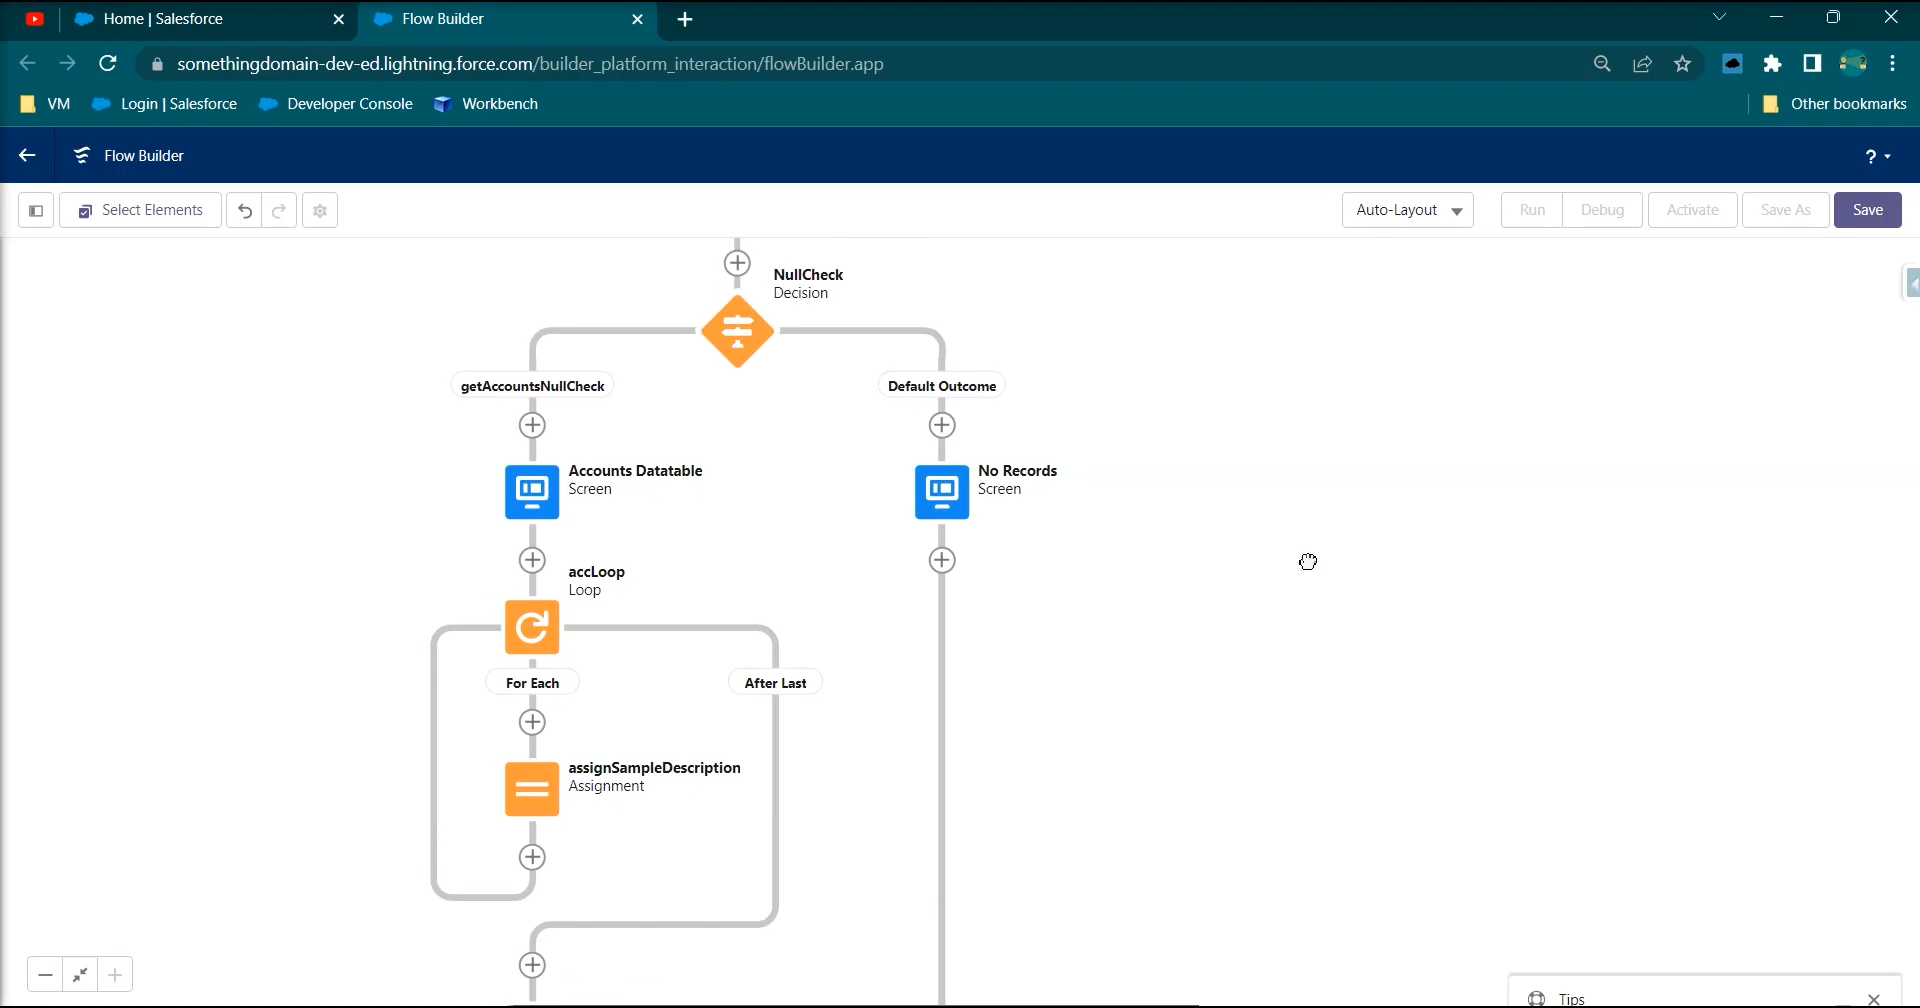 Home | Salesforce
Flow Builder
somethingdomain-dev-ed.lightning.force.com/builder_platform_interaction/flowBuilder.app
VM
Login | Salesforce
Developer Console
Workbench
Other bookmarks
Flow Builder
?
Select Elements
Auto-Layout
Run
Debug
Activate
Save As
Save
NullCheck
Decision
getAccountsNullCheck
Default Outcome
Accounts Datatable
Screen
No Records
Screen
accLoop
Loop
For Each
After Last
assignSampleDescription
Assignment
Tips